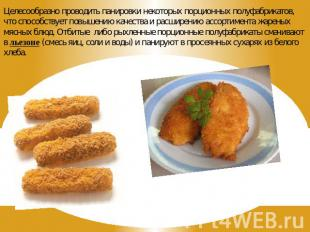 Целесообразно проводить панировки некоторых порционных полуфабрикатов,
что способствует повышению качества и расширению ассортимента жареных
мясных блюд. Отбитые либо рыхленные порционные полуфабрикаты смачивают
в льезоне (смесь яиц, соли и воды) и панируют в просеянных сухарях из белого
хлеба.
ppt4WEB.ru